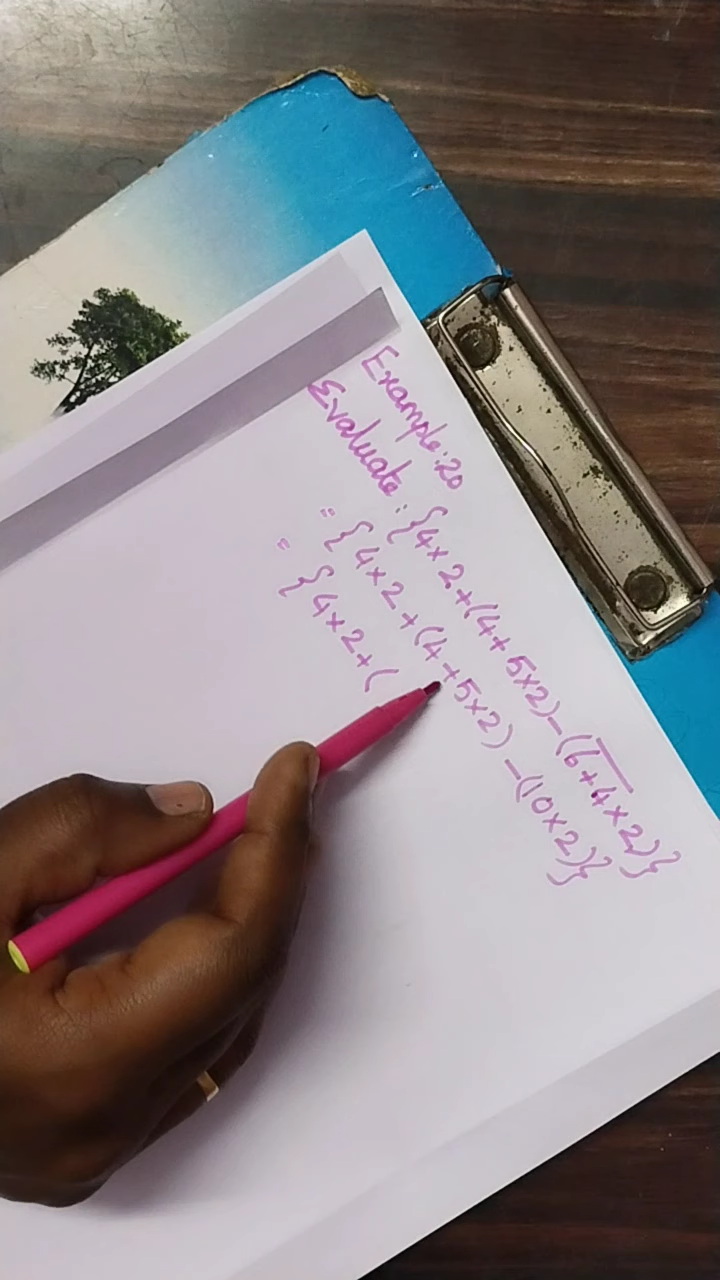 Example:20
Evaluate : {4×2+(4+5×2)-(6̅+̅4̅×2)}
= {4×2+(4+5×2)-(10×2)}
= {4×2+(